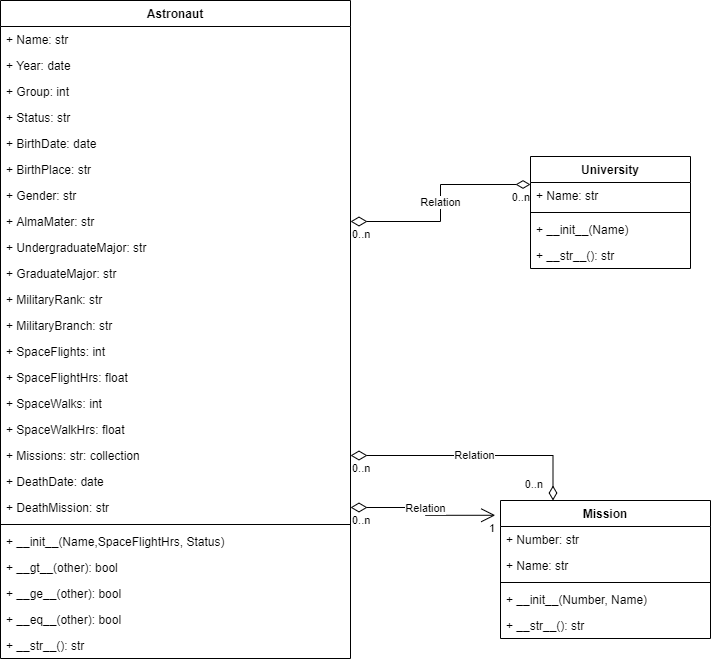 Astronaut
+ Name: str
+ Year: date
+ Group: int
+ Status: str
+ BirthDate: date
+ BirthPlace: str
+ Gender: str
+ AlmaMater: str
+ UndergraduateMajor: str
+ GraduateMajor: str
+ MilitaryRank: str
+ MilitaryBranch: str
+ SpaceFlights: int
+ SpaceFlightHrs: float
+ SpaceWalks: int
+ SpaceWalkHrs: float
+ Missions: str: collection
+ DeathDate: date
+ DeathMission: str
+ __init__(Name,SpaceFlightHrs, Status)
+ __gt__(other): bool
+ __ge__(other): bool
+ __eq__(other): bool
+ __str__(): str
0..n
Relation
0..n
University
+ Name: str
+ __init__(Name)
+ __str__(): str
0..n
Relation
0..n
0..n
Relation
1
Mission
+ Number: str
+ Name: str
+ __init__(Number, Name)
+ __str__(): str